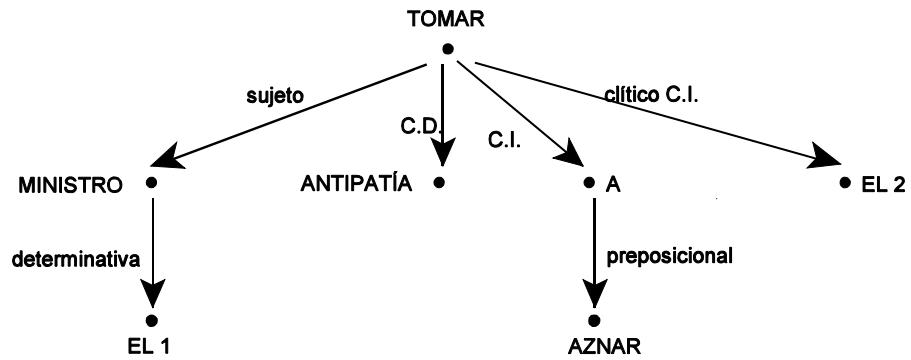 TOMAR
sujeto
clítico C.I.
C.D.
C.I.
MINISTRO
ANTIPATÍA
A
EL 2
determinativa
preposicional
EL 1
AZNAR